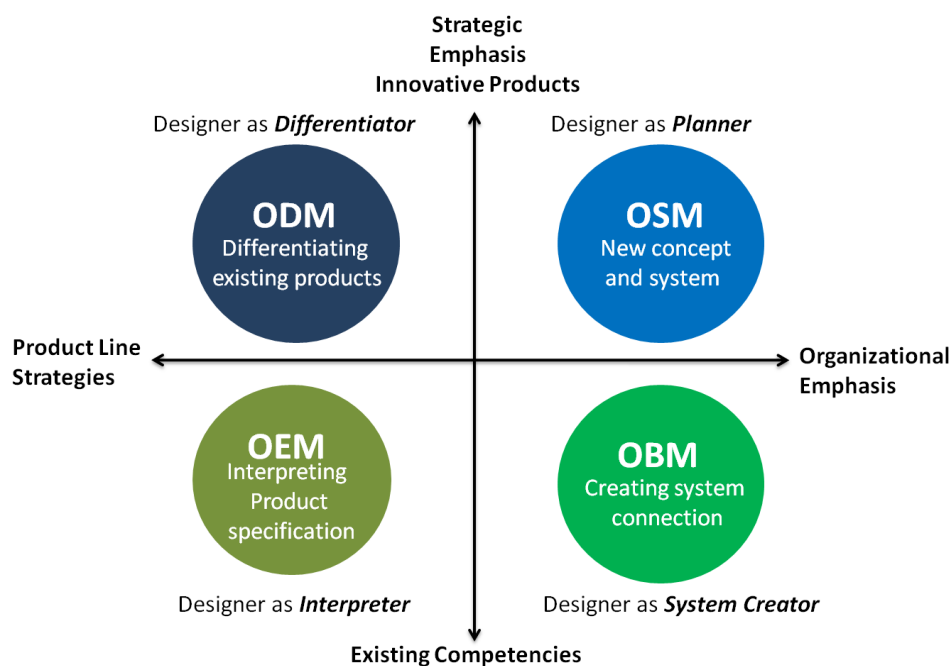 Strategic
Emphasis
Innovative Products
Designer as Differentiator
Designer as Planner
ODM
Differentiating
existing products
OSM
New concept
and system
Product Line
Strategies
Organizational
Emphasis
OEM
Interpreting
Product
specification
OBM
Creating system
connection
Designer as Interpreter
Designer as System Creator
Existing Competencies